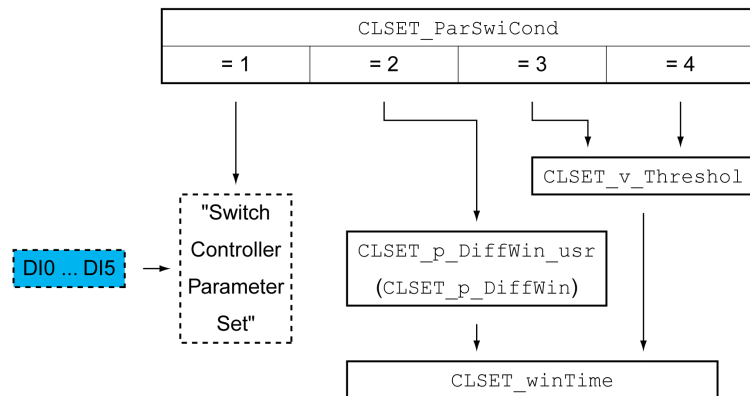 CLSET_ParSwiCond
= 1 = 2 = 3 = 4
CLSET_v_Threshol
"Switch
Controller
Parameter
Set"
DI0 ... DI5
CLSET_p_DiffWin_usr
(CLSET_p_DiffWin)
CLSET_winTime